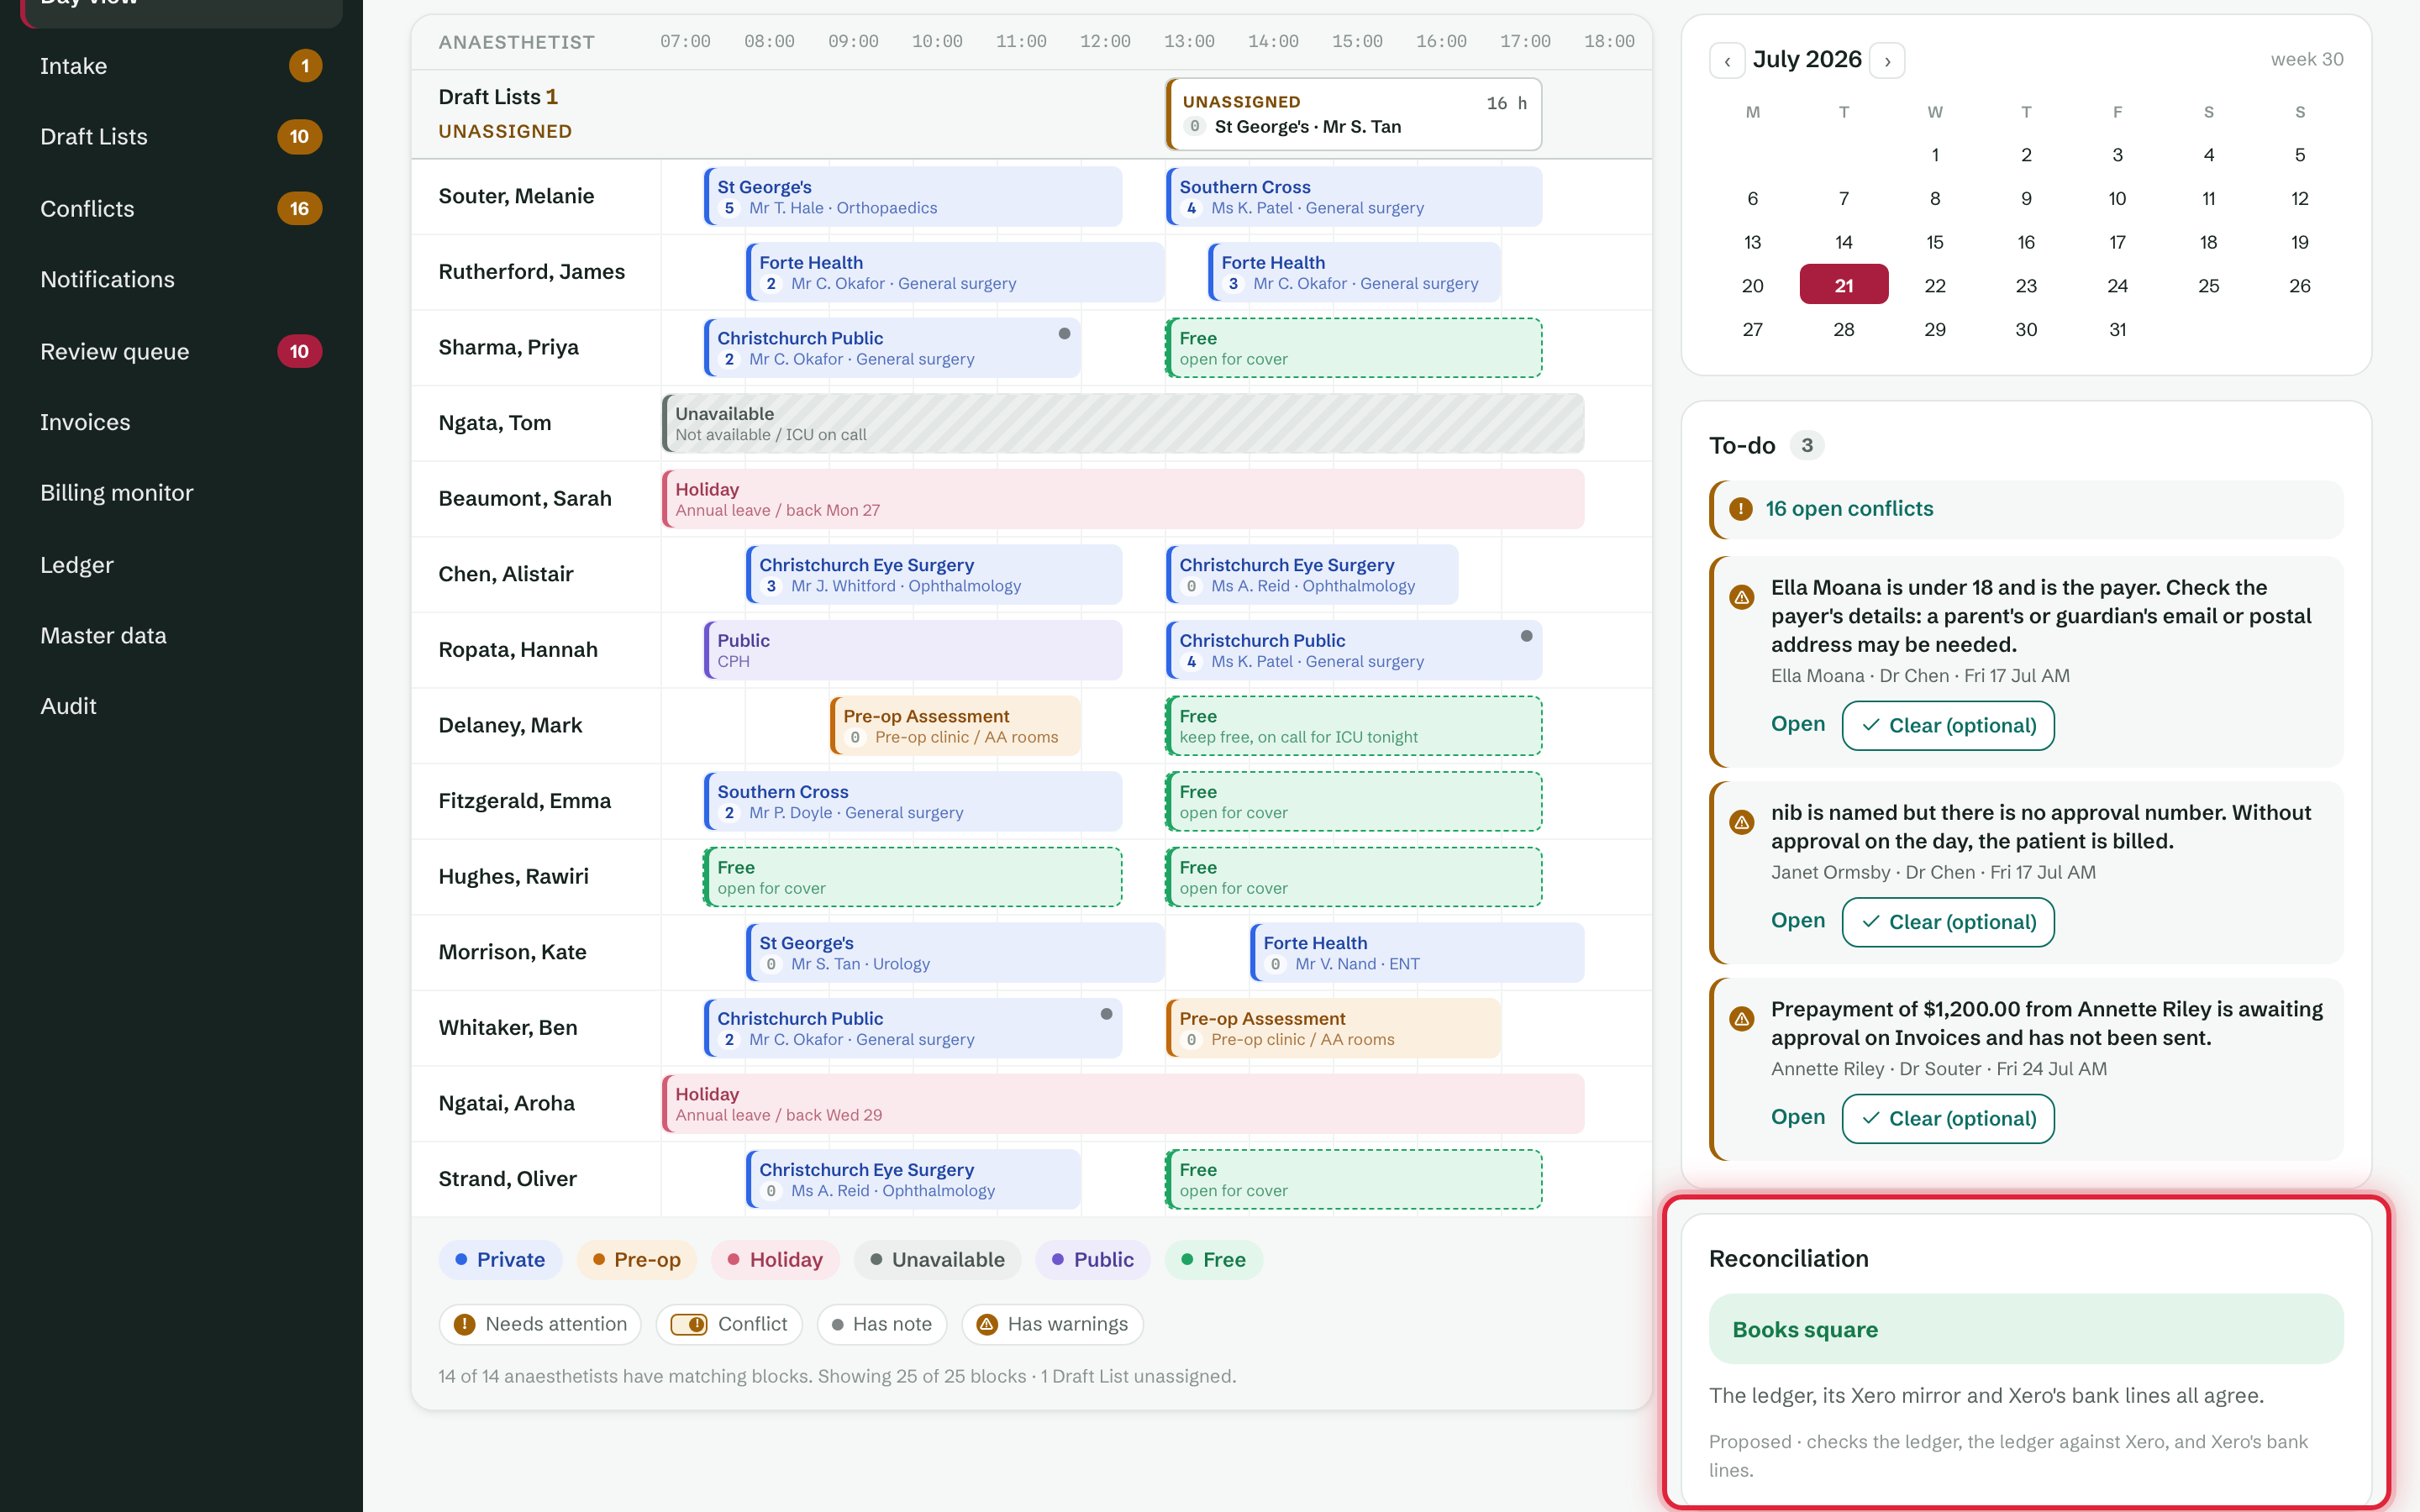 Day view
Intake 1
Draft Lists 10
Conflicts 16
Notifications
Review queue 10
Invoices
Billing monitor
Ledger
Master data
Audit
ANAESTHETIST 07:00 08:00 09:00 10:00 11:00 12:00 13:00 14:00 15:00 16:00 17:00 18:00
Draft Lists 1
UNASSIGNED
UNASSIGNED 16 h
0 St George's · Mr S. Tan
Souter, Melanie
St George's
5 Mr T. Hale · Orthopaedics
Southern Cross
4 Ms K. Patel · General surgery
Rutherford, James
Forte Health
2 Mr C. Okafor · General surgery
Forte Health
3 Mr C. Okafor · General surgery
Sharma, Priya
Christchurch Public
2 Mr C. Okafor · General surgery
Free
open for cover
Ngata, Tom
Unavailable
Not available / ICU on call
Beaumont, Sarah
Holiday
Annual leave / back Mon 27
Chen, Alistair
Christchurch Eye Surgery
3 Mr J. Whitford · Ophthalmology
Christchurch Eye Surgery
0 Ms A. Reid · Ophthalmology
Ropata, Hannah
Public
CPH
Christchurch Public
4 Ms K. Patel · General surgery
Delaney, Mark
Pre-op Assessment
0 Pre-op clinic / AA rooms
Free
keep free, on call for ICU tonight
Fitzgerald, Emma
Southern Cross
2 Mr P. Doyle · General surgery
Free
open for cover
Hughes, Rawiri
Free
open for cover
Free
open for cover
Morrison, Kate
St George's
0 Mr S. Tan · Urology
Forte Health
0 Mr V. Nand · ENT
Whitaker, Ben
Christchurch Public
2 Mr C. Okafor · General surgery
Pre-op Assessment
0 Pre-op clinic / AA rooms
Ngatai, Aroha
Holiday
Annual leave / back Wed 29
Strand, Oliver
Christchurch Eye Surgery
0 Ms A. Reid · Ophthalmology
Free
open for cover
Private Pre-op Holiday Unavailable Public Free
Needs attention Conflict Has note Has warnings
14 of 14 anaesthetists have matching blocks. Showing 25 of 25 blocks · 1 Draft List unassigned.
‹ July 2026 › week 30
M T W T F S S
1 2 3 4 5
6 7 8 9 10 11 12
13 14 15 16 17 18 19
20 21 22 23 24 25 26
27 28 29 30 31
To-do 3
16 open conflicts
Ella Moana is under 18 and is the payer. Check the
payer's details: a parent's or guardian's email or postal
address may be needed.
Ella Moana · Dr Chen · Fri 17 Jul AM
Open ✓ Clear (optional)
nib is named but there is no approval number. Without
approval on the day, the patient is billed.
Janet Ormsby · Dr Chen · Fri 17 Jul AM
Open ✓ Clear (optional)
Prepayment of $1,200.00 from Annette Riley is awaiting
approval on Invoices and has not been sent.
Annette Riley · Dr Souter · Fri 24 Jul AM
Open ✓ Clear (optional)
Reconciliation
Books square
The ledger, its Xero mirror and Xero's bank lines all agree.
Proposed · checks the ledger, the ledger against Xero, and Xero's bank
lines.